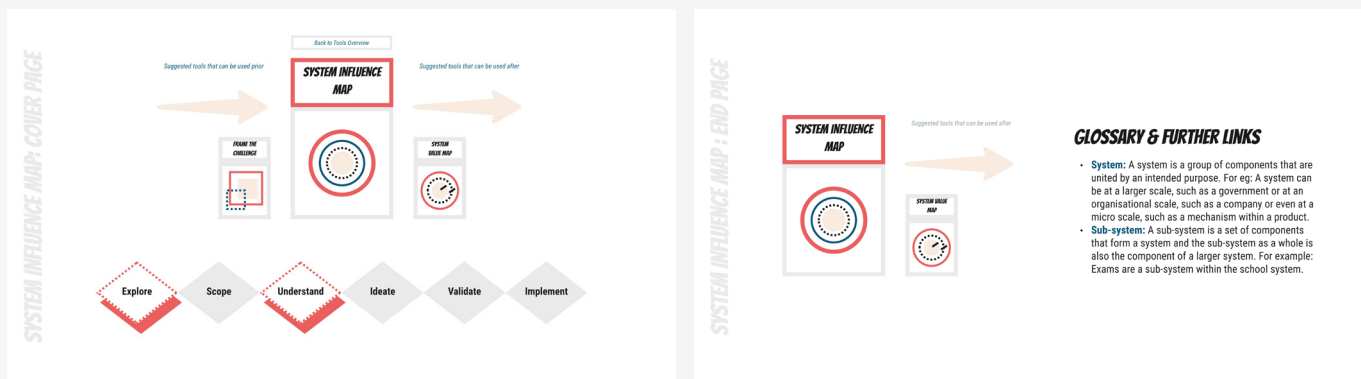 SYSTEM INFLUENCE MAP: COVER PAGE
Back to Tools Overview
Suggested tools that can be used prior
SYSTEM INFLUENCE
MAP
Suggested tools that can be used after
FRAME THE
CHALLENGE
SYSTEM
VALUE MAP
Explore
Scope
Understand
Ideate
Validate
Implement
SYSTEM INFLUENCE MAP : END PAGE
SYSTEM INFLUENCE
MAP
Suggested tools that can be used after
SYSTEM VALUE
MAP
GLOSSARY & FURTHER LINKS
• System: A system is a group of components that are
united by an intended purpose. For eg: A system can
be at a larger scale, such as a government or at an
organisational scale, such as a company or even at a
micro scale, such as a mechanism within a product.
• Sub-system: A sub-system is a set of components
that form a system and the sub-system as a whole is
also the component of a larger system. For example:
Exams are a sub-system within the school system.